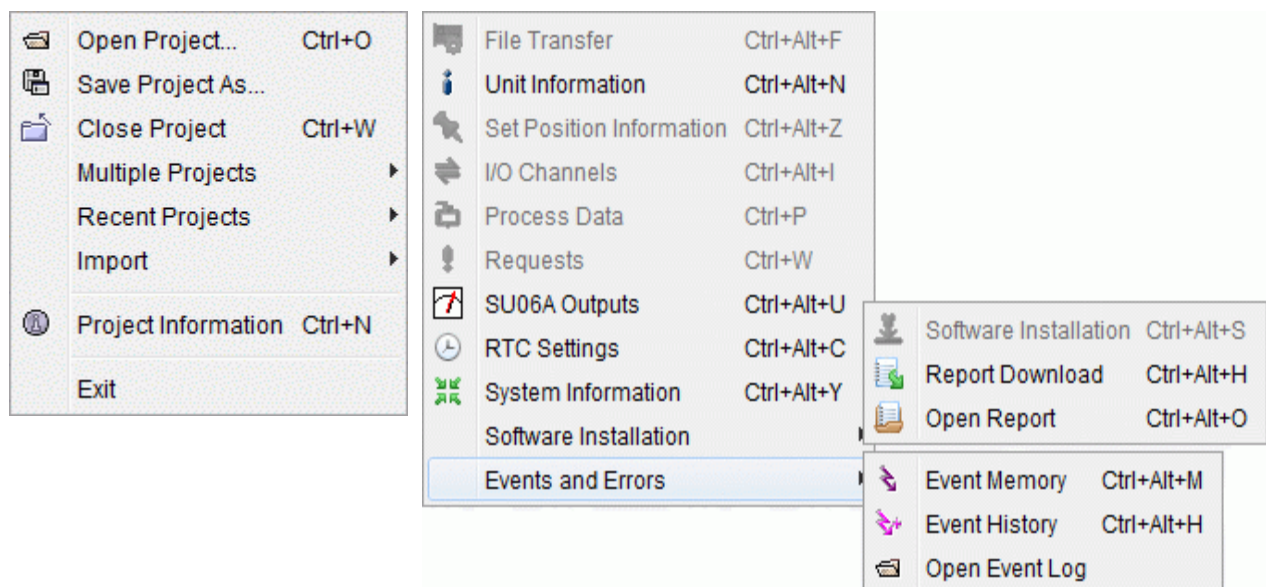 Open Project... Ctrl+O
Save Project As...
Close Project Ctrl+W
Multiple Projects
Recent Projects
Import
Project Information Ctrl+N
Exit
File Transfer Ctrl+Alt+F
Unit Information Ctrl+Alt+N
Set Position Information Ctrl+Alt+Z
I/O Channels Ctrl+Alt+I
Process Data Ctrl+P
Requests Ctrl+W
SU06A Outputs Ctrl+Alt+U
RTC Settings Ctrl+Alt+C
System Information Ctrl+Alt+Y
Software Installation
Events and Errors
Software Installation Ctrl+Alt+S
Report Download Ctrl+Alt+H
Open Report Ctrl+Alt+O
Event Memory Ctrl+Alt+M
Event History Ctrl+Alt+H
Open Event Log